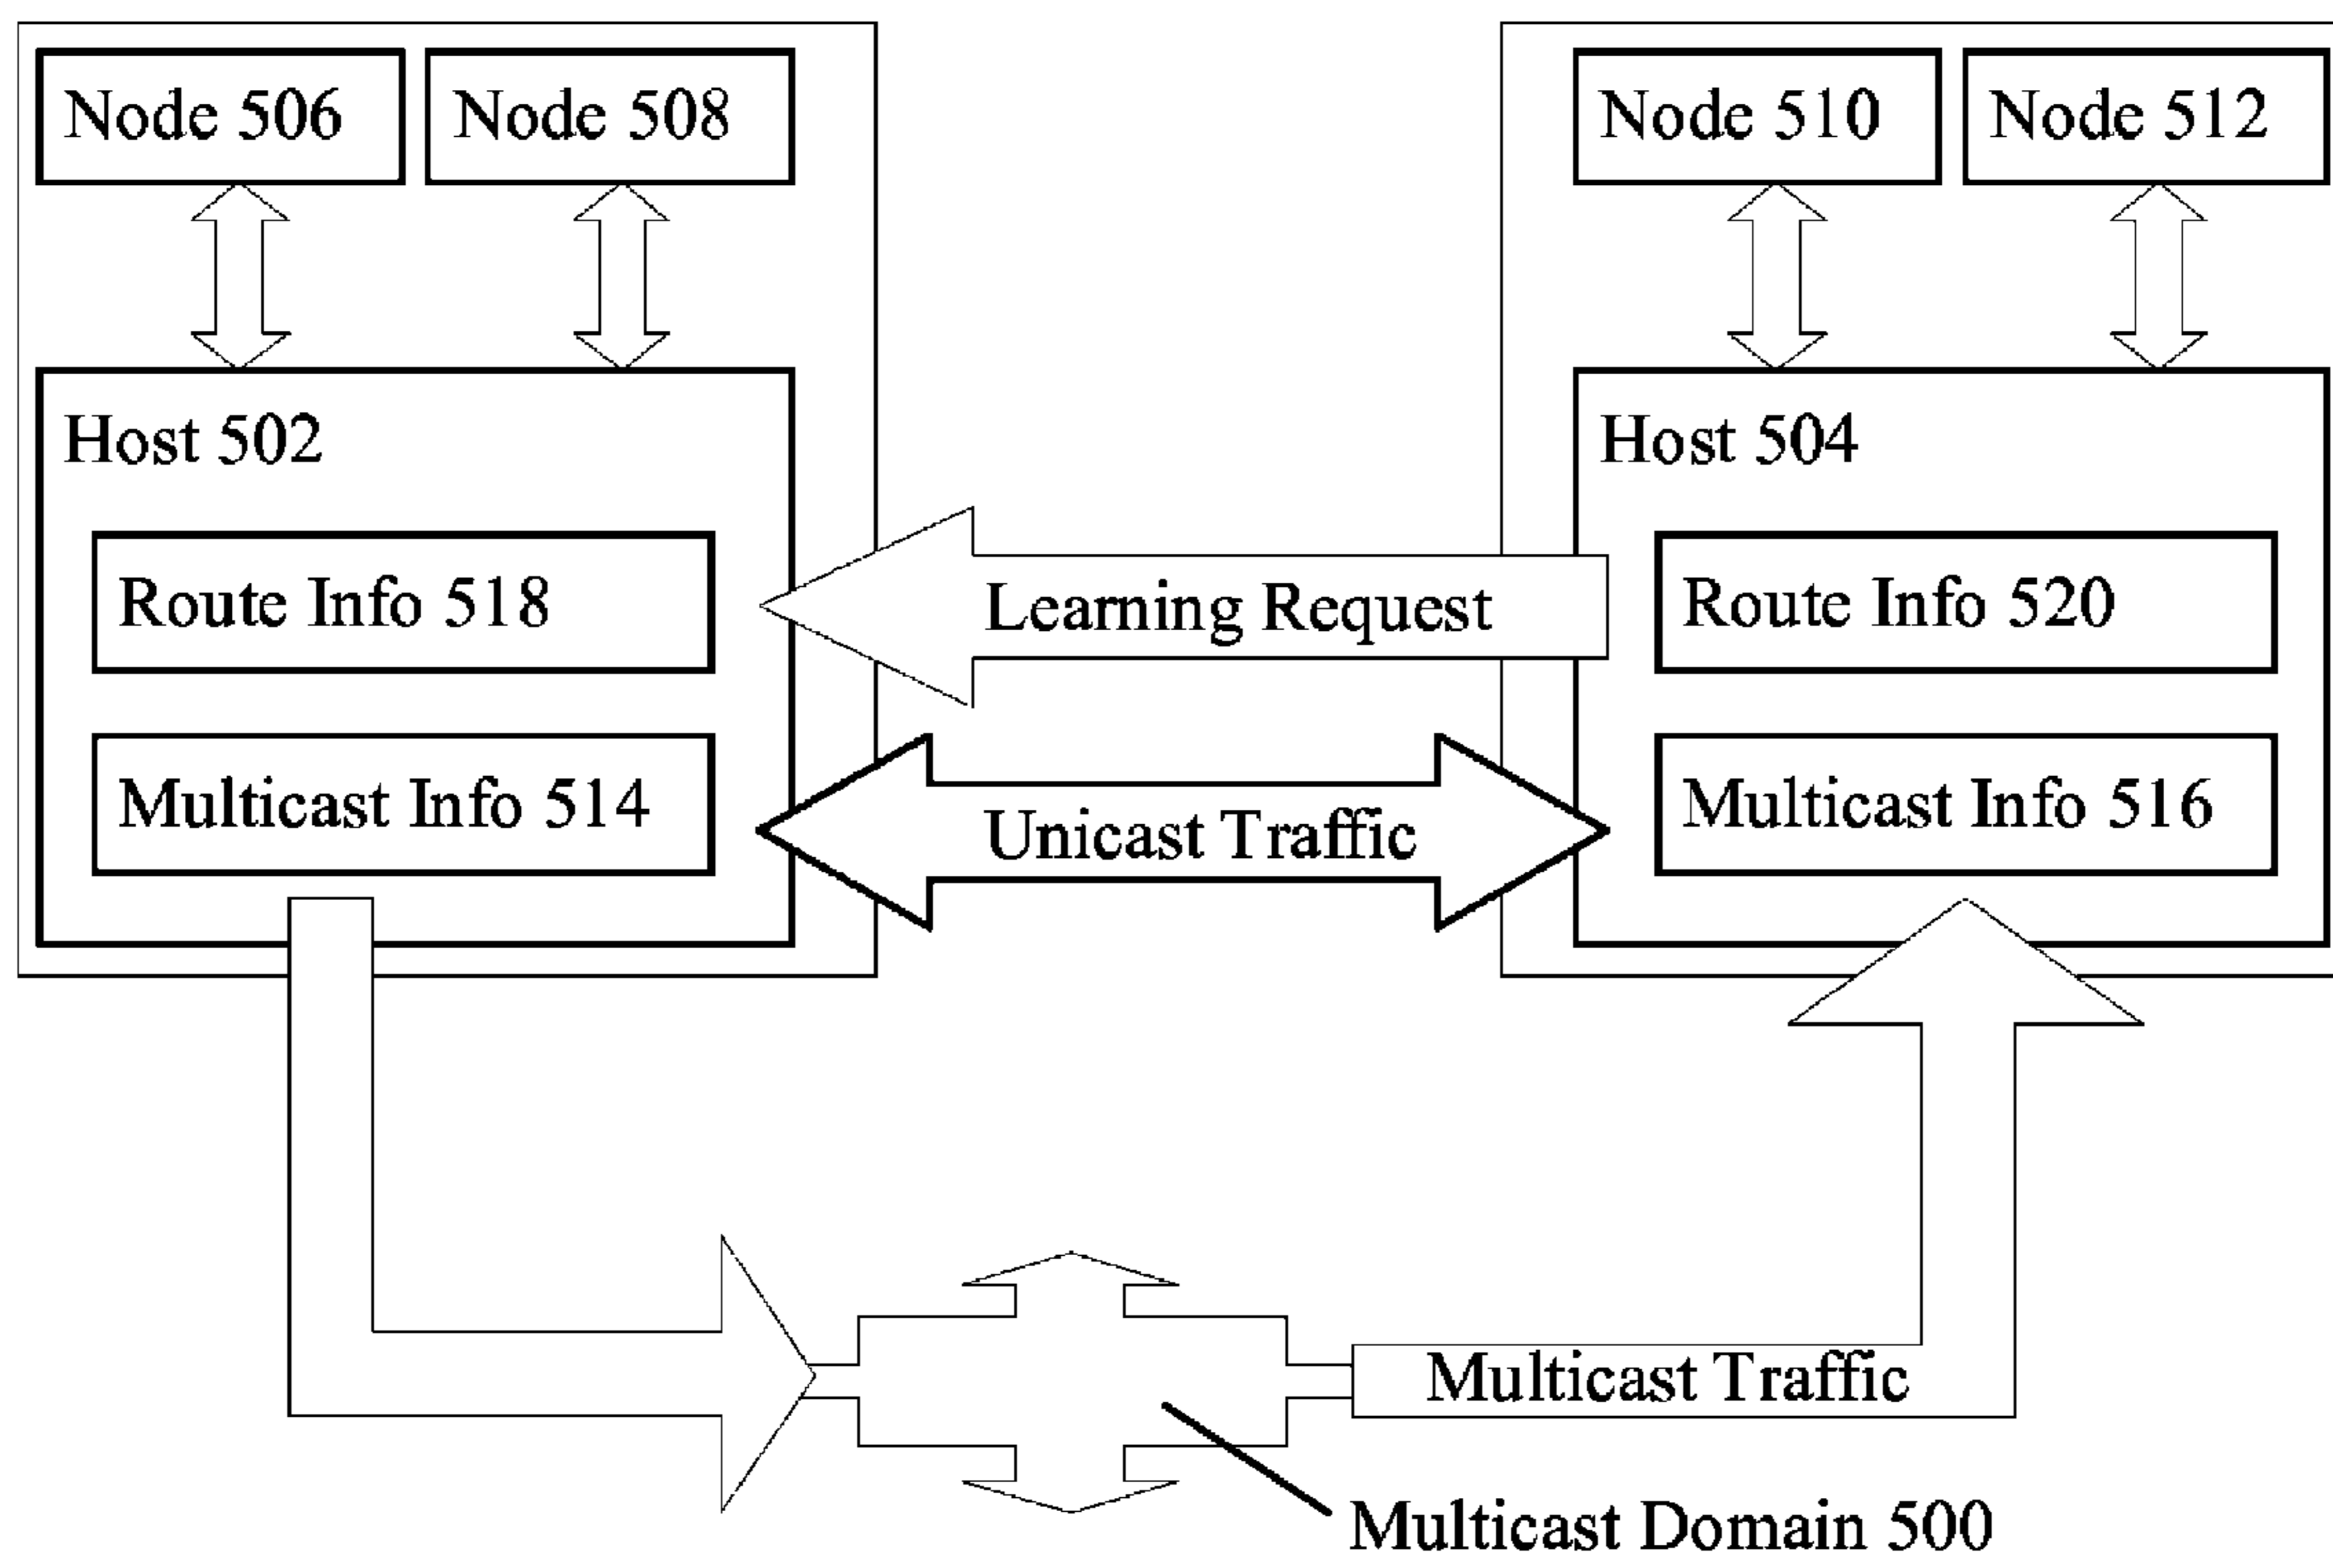 Node 506
Node 508
Node 510
Node 512
Host 502
Host 504
Route Info 518
Learning Request
Route Info 520
Multicast Info 514
Unicast Traffic
Multicast Info 516
Multicast Traffic
Multicast Domain 500